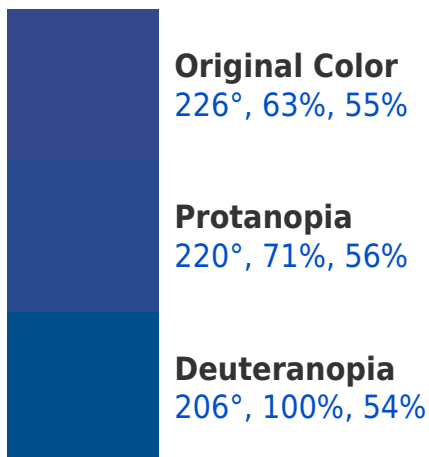 Original Color
226°, 63%, 55%
Protanopia
220°, 71%, 56%
Deuteranopia
206°, 100%, 54%